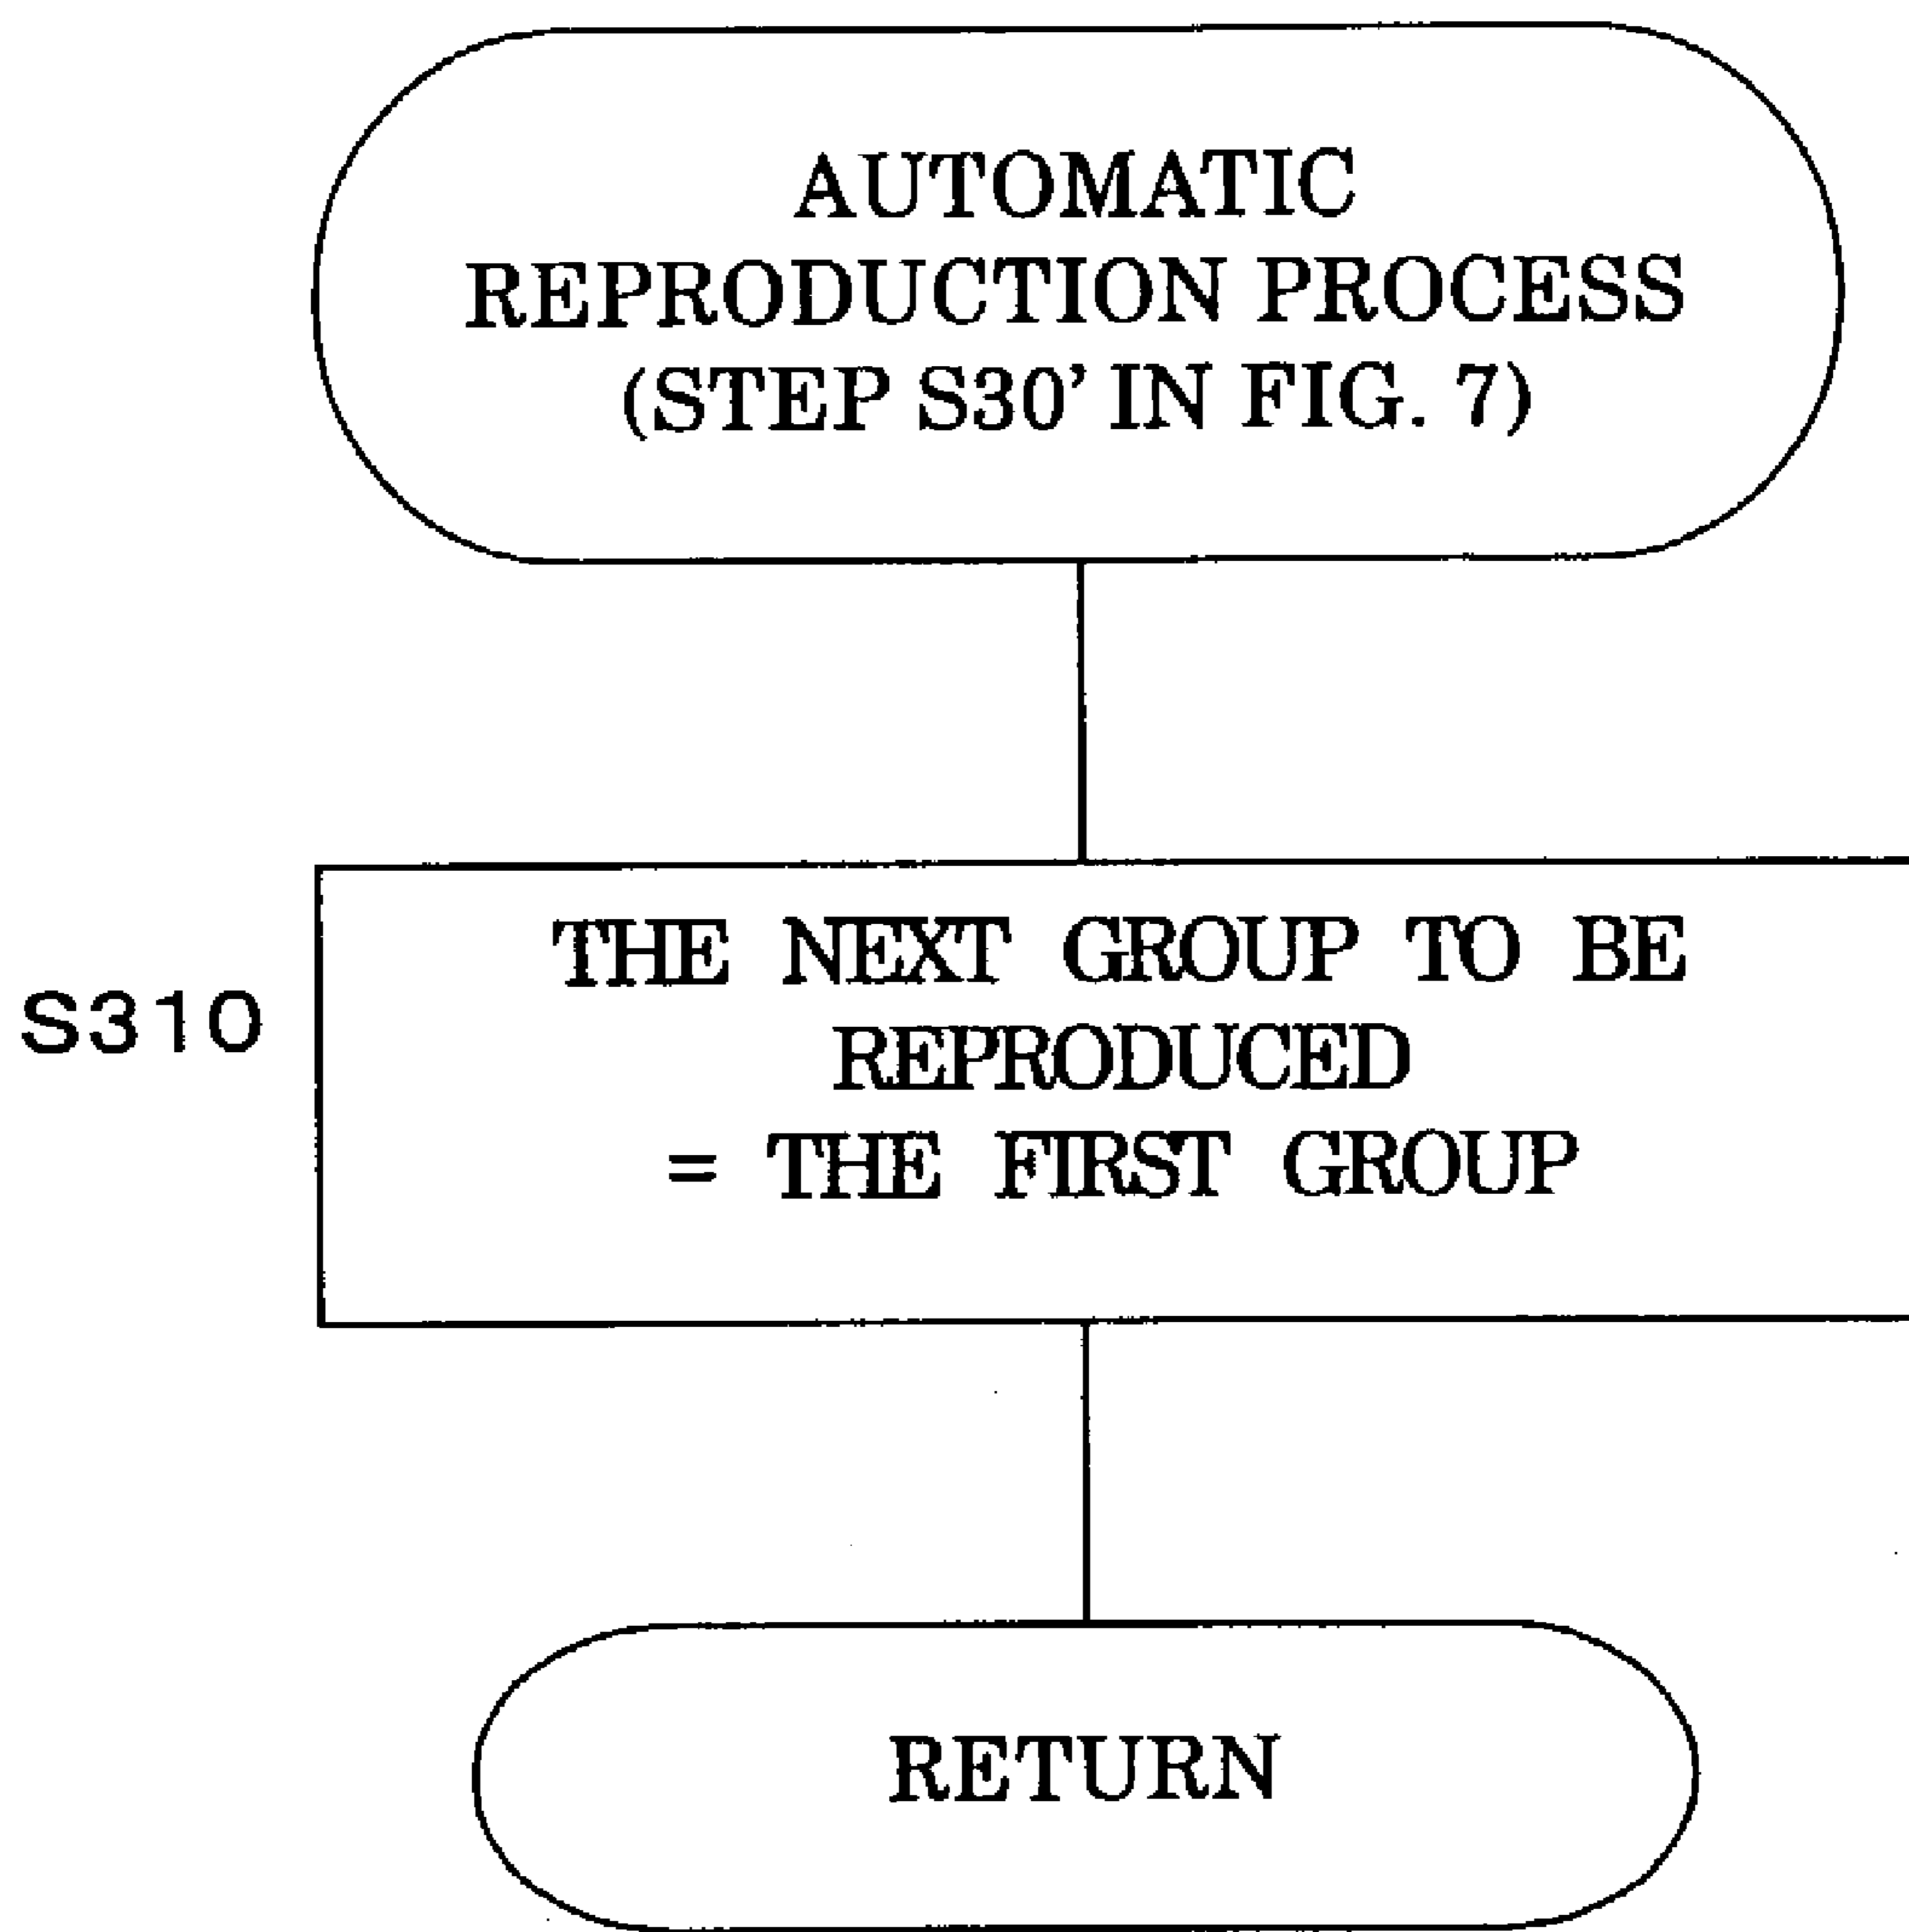 AUTOMATIC
REPRODUCTION PROCESS
(STEP S30' IN FIG. 7)
S310
THE NEXT GROUP TO BE
REPRODUCED
= THE FIRST GROUP
RETURN